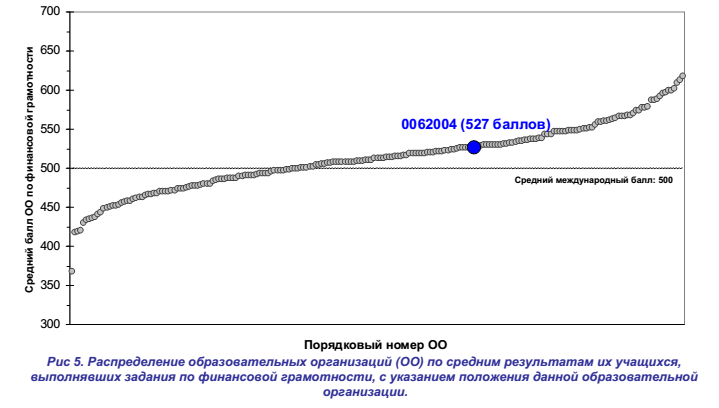 700
650
600
550
500
450
400
350
300
Средний балл ОО по финансовой грамотности
0062004 (527 баллов)
Средний международный балл: 500
Порядковый номер ОО
Рис 5. Распределение образовательных организаций (ОО) по средним результатам их учащихся,
выполнявших задания по финансовой грамотности, с указанием положения данной образовательной
организации.